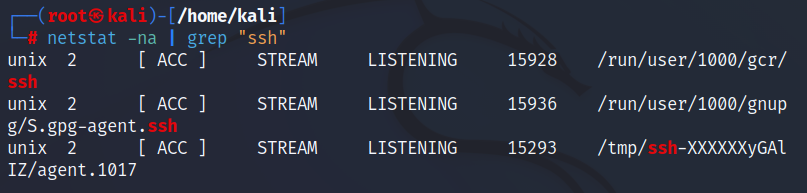 ┌──(root㉿kali)-[/home/kali]
└─# netstat -na | grep "ssh"
unix  2      [ ACC ]     STREAM     LISTENING     15928    /run/user/1000/gcr/
ssh
unix  2      [ ACC ]     STREAM     LISTENING     15936    /run/user/1000/gnup
g/S.gpg-agent.ssh
unix  2      [ ACC ]     STREAM     LISTENING     15293    /tmp/ssh-XXXXXXyGAl
IZ/agent.1017